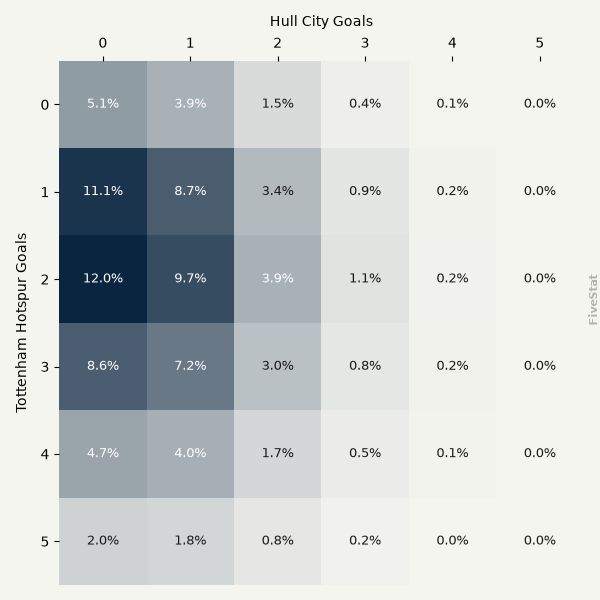 Hull City Goals
0 1 2 3 4 5
0 5.1% 3.9% 1.5% 0.4% 0.1% 0.0%
1 11.1% 8.7% 3.4% 0.9% 0.2% 0.0%
2 12.0% 9.7% 3.9% 1.1% 0.2% 0.0%
3 8.6% 7.2% 3.0% 0.8% 0.2% 0.0%
4 4.7% 4.0% 1.7% 0.5% 0.1% 0.0%
5 2.0% 1.8% 0.8% 0.2% 0.0% 0.0%
Tottenham Hotspur Goals
FiveStat